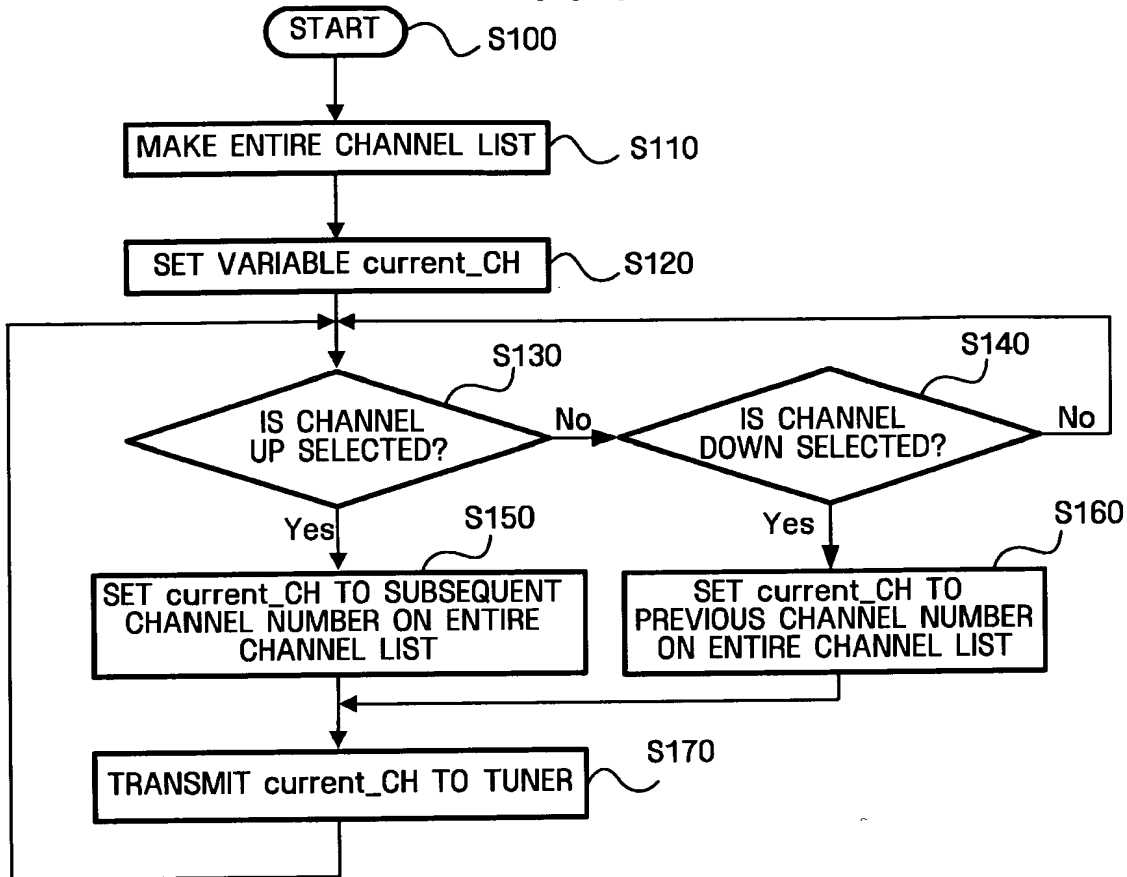 START
S100
MAKE ENTIRE CHANNEL LIST
S110
SET VARIABLE current_CH
S120
S130
S140
IS CHANNEL
UP SELECTED?
No
IS CHANNEL
DOWN SELECTED?
No
Yes
S150
Yes
S160
SET current_CH TO SUBSEQUENT
CHANNEL NUMBER ON ENTIRE
CHANNEL LIST
SET current_CH TO
PREVIOUS CHANNEL NUMBER
ON ENTIRE CHANNEL LIST
TRANSMIT current_CH TO TUNER
S170